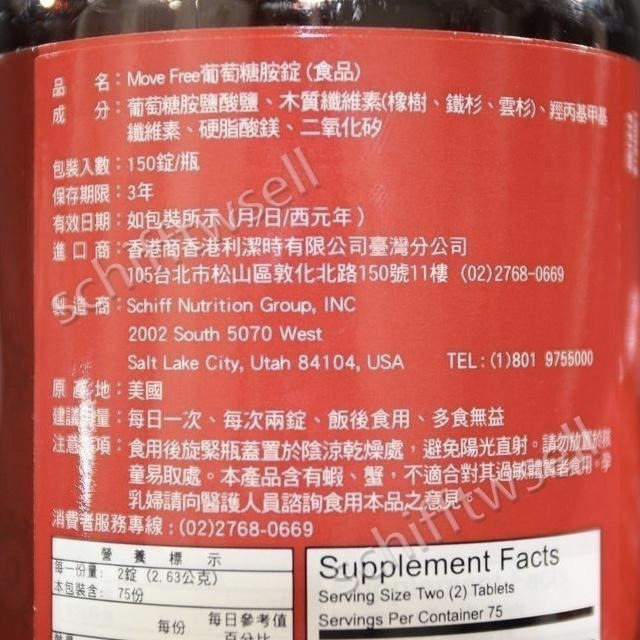 品　名：Move Free葡萄糖胺錠 (食品)
成　分：葡萄糖胺鹽酸鹽、木質纖維素(橡樹、鐵杉、雲杉)、羥丙基甲基
纖維素、硬脂酸鎂、二氧化矽
包裝入數：150錠/瓶
保存期限：3年
有效日期：如包裝所示 (月/日/西元年)
進 口 商：香港商香港利潔時有限公司臺灣分公司
105台北市松山區敦化北路150號11樓 (02)2768-0669
製 造 商：Schiff Nutrition Group, INC
2002 South 5070 West
Salt Lake City, Utah 84104, USA TEL : (1)801 9755000
原 產 地：美國
建議用量：每日一次、每次兩錠、飯後食用、多食無益
注意事項：食用後旋緊瓶蓋置於陰涼乾燥處，避免陽光直射。請勿放置於孩
童易取處。本產品含有蝦、蟹，不適合對其過敏體質者食用。孕
乳婦請向醫護人員諮詢食用本品之意見。
消費者服務專線：(02)2768-0669
營 養 標 示
每一份量： 2錠 (2.63公克)
本包裝含： 75份
每份 每日參考值
百分比
Supplement Facts
Serving Size Two (2) Tablets
Servings Per Container 75
schifftwsell
schifftwsell